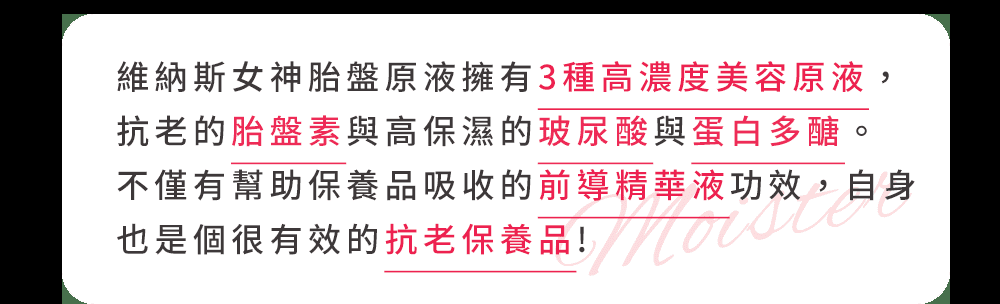 維納斯女神胎盤原液擁有3種高濃度美容原液，
抗老的胎盤素與高保濕的玻尿酸與蛋白多醣。
不僅有幫助保養品吸收的前導精華液功效，自身
也是個很有效的抗老保養品!
Moister